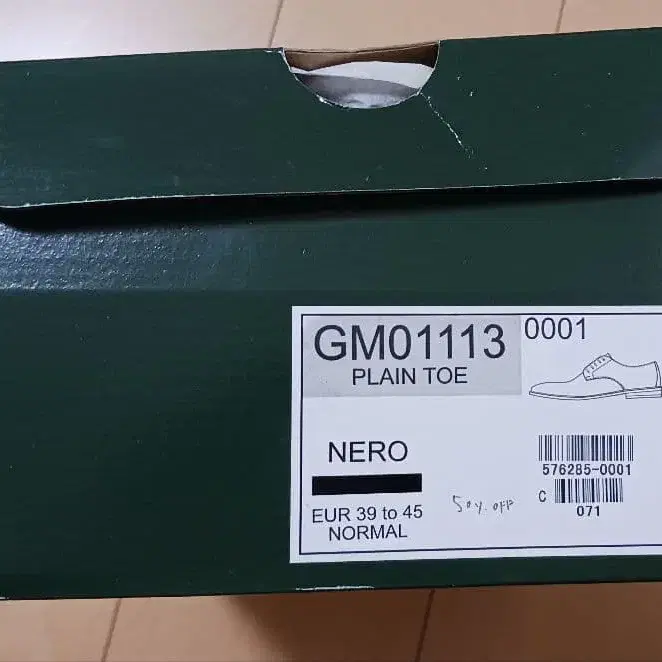 GM01113 0001
PLAIN TOE
NERO
576285-0001
C
071
EUR 39 to 45
NORMAL
50%.OFF